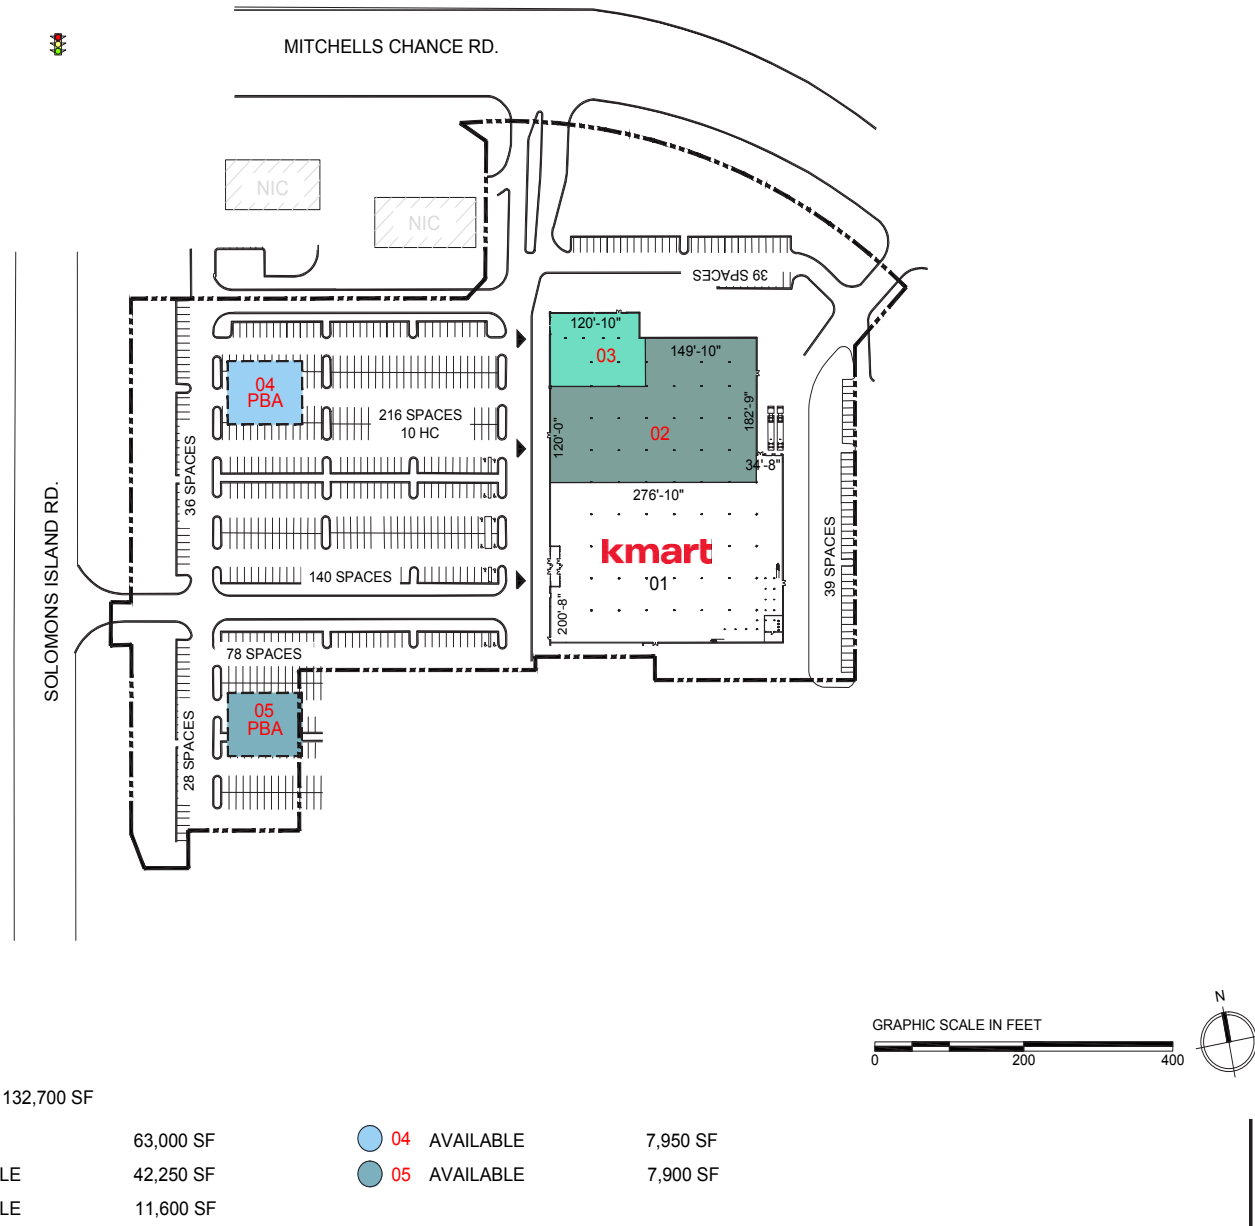 MITCHELLS CHANCE RD.
NIC
NIC
39 SPACES
120'-10"
03
149'-10"
04
PBA
216 SPACES
10 HC
36 SPACES
120'-0"
02
182'-9"
34'-8"
276'-10"
SOLOMONS ISLAND RD.
kmart
01
140 SPACES
200'-8"
39 SPACES
78 SPACES
05
PBA
28 SPACES
N
GRAPHIC SCALE IN FEET
0 200 400
132,700 SF
63,000 SF 04 AVAILABLE 7,950 SF
LE 42,250 SF 05 AVAILABLE 7,900 SF
LE 11,600 SF